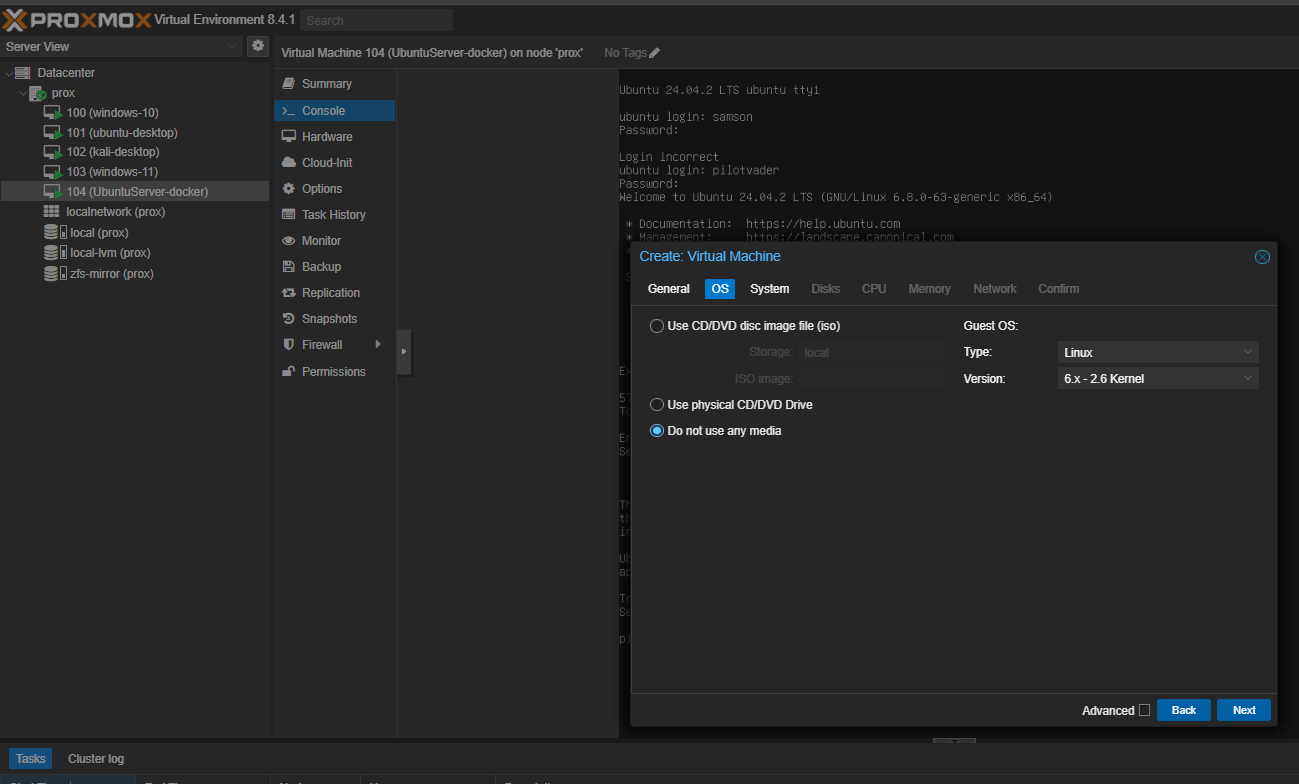 PROXMOX Virtual Environment 8.4.1 Search
Server View
Datacenter
prox
100 (windows-10)
101 (ubuntu-desktop)
102 (kali-desktop)
103 (windows-11)
104 (UbuntuServer-docker)
localnetwork (prox)
local (prox)
local-lvm (prox)
zfs-mirror (prox)
Virtual Machine 104 (UbuntuServer-docker) on node 'prox' No Tags
Summary
>_ Console
Hardware
Cloud-Init
Options
Task History
Monitor
Backup
Replication
Snapshots
Firewall
Permissions
Ubuntu 24.04.2 LTS ubuntu tty1
ubuntu login: samson
Password:
Login incorrect
ubuntu login: pilotvader
Password:
Welcome to Ubuntu 24.04.2 LTS (GNU/Linux 6.8.0-63-generic x86_64)
* Documentation: https://help.ubuntu.com
* Management: https://landscape.canonical.com
Create: Virtual Machine
General OS System Disks CPU Memory Network Confirm
Use CD/DVD disc image file (iso)
Storage: local
ISO image:
Use physical CD/DVD Drive
Do not use any media
Guest OS:
Type: Linux
Version: 6.x - 2.6 Kernel
Advanced Back Next
Tasks Cluster log